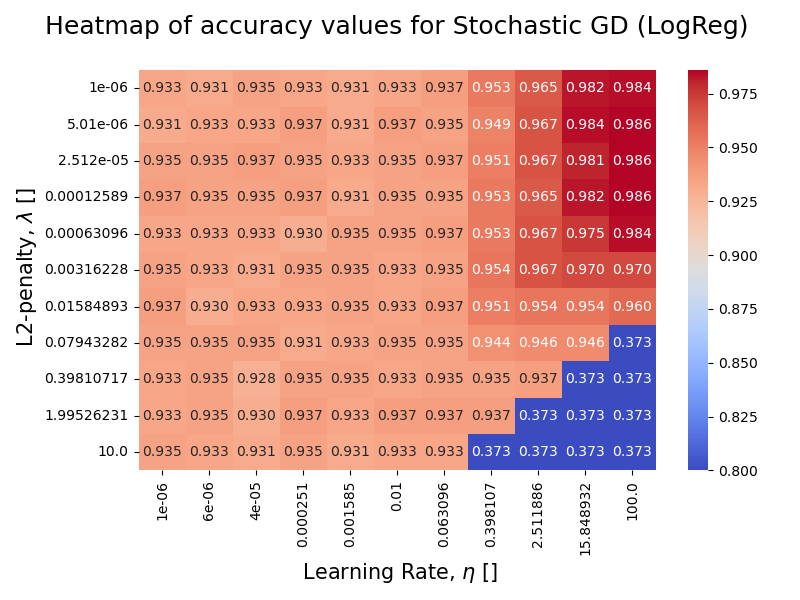 Heatmap of accuracy values for Stochastic GD (LogReg)
1e-06 0.933 0.931 0.935 0.933 0.931 0.933 0.937 0.953 0.965 0.982 0.984
5.01e-06 0.931 0.933 0.933 0.937 0.931 0.937 0.935 0.949 0.967 0.984 0.986
2.512e-05 0.935 0.935 0.937 0.935 0.933 0.935 0.937 0.951 0.967 0.981 0.986
0.00012589 0.937 0.935 0.935 0.937 0.931 0.935 0.935 0.953 0.965 0.982 0.986
0.00063096 0.933 0.933 0.933 0.930 0.935 0.935 0.937 0.953 0.967 0.975 0.984
0.00316228 0.935 0.933 0.931 0.935 0.935 0.933 0.935 0.954 0.967 0.970 0.970
0.01584893 0.937 0.930 0.933 0.933 0.935 0.933 0.937 0.951 0.954 0.954 0.960
0.07943282 0.935 0.935 0.935 0.931 0.933 0.935 0.935 0.944 0.946 0.946 0.373
0.39810717 0.933 0.935 0.928 0.935 0.935 0.933 0.935 0.935 0.937 0.373 0.373
1.99526231 0.933 0.935 0.930 0.937 0.933 0.937 0.937 0.937 0.373 0.373 0.373
10.0 0.935 0.933 0.931 0.935 0.931 0.933 0.933 0.373 0.373 0.373 0.373
L2-penalty, λ []
1e-06 6e-06 4e-05 0.000251 0.001585 0.01 0.063096 0.398107 2.511886 15.848932 100.0
Learning Rate, η []
0.975
0.950
0.925
0.900
0.875
0.850
0.825
0.800